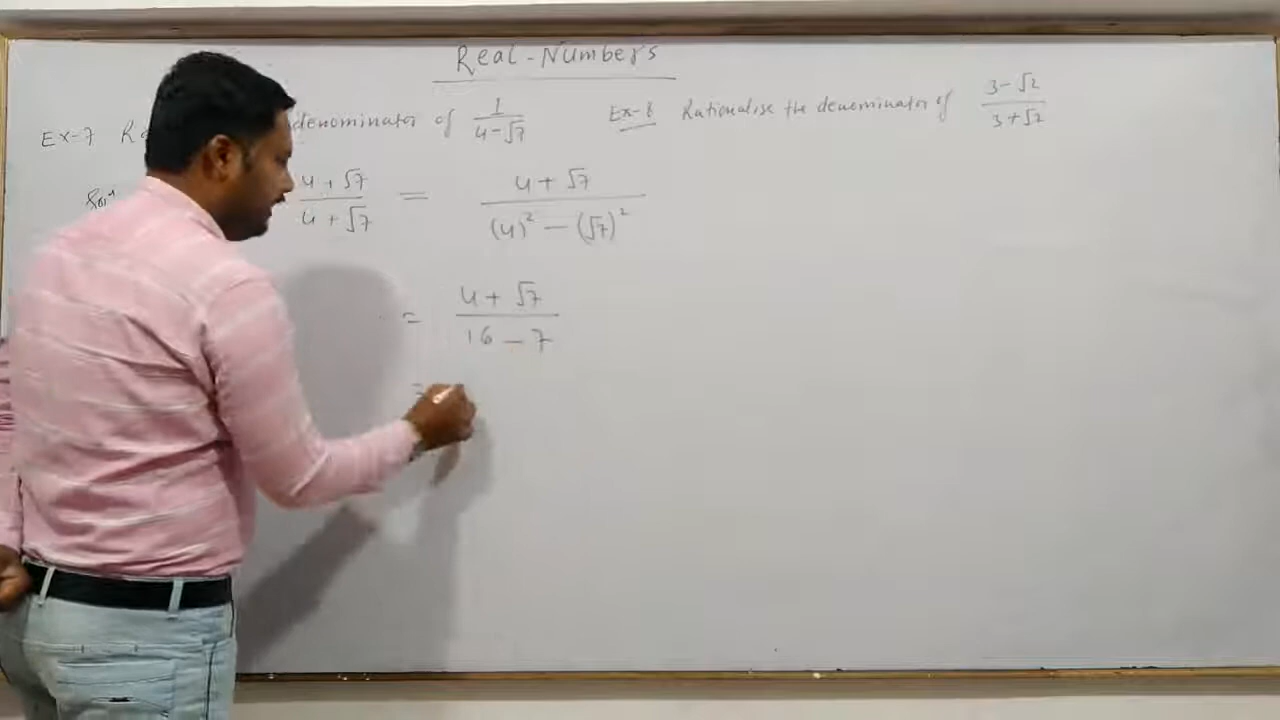 Real-Numbers
Ex-7 denominator of 1/(4-√7)
Ex-8 Rationalise the denominator of (3-√2)/(3+√2)
Sol^n (4+√7)/(4+√7) = (4+√7)/((4)²-(√7)²)
= (4+√7)/(16-7)
=